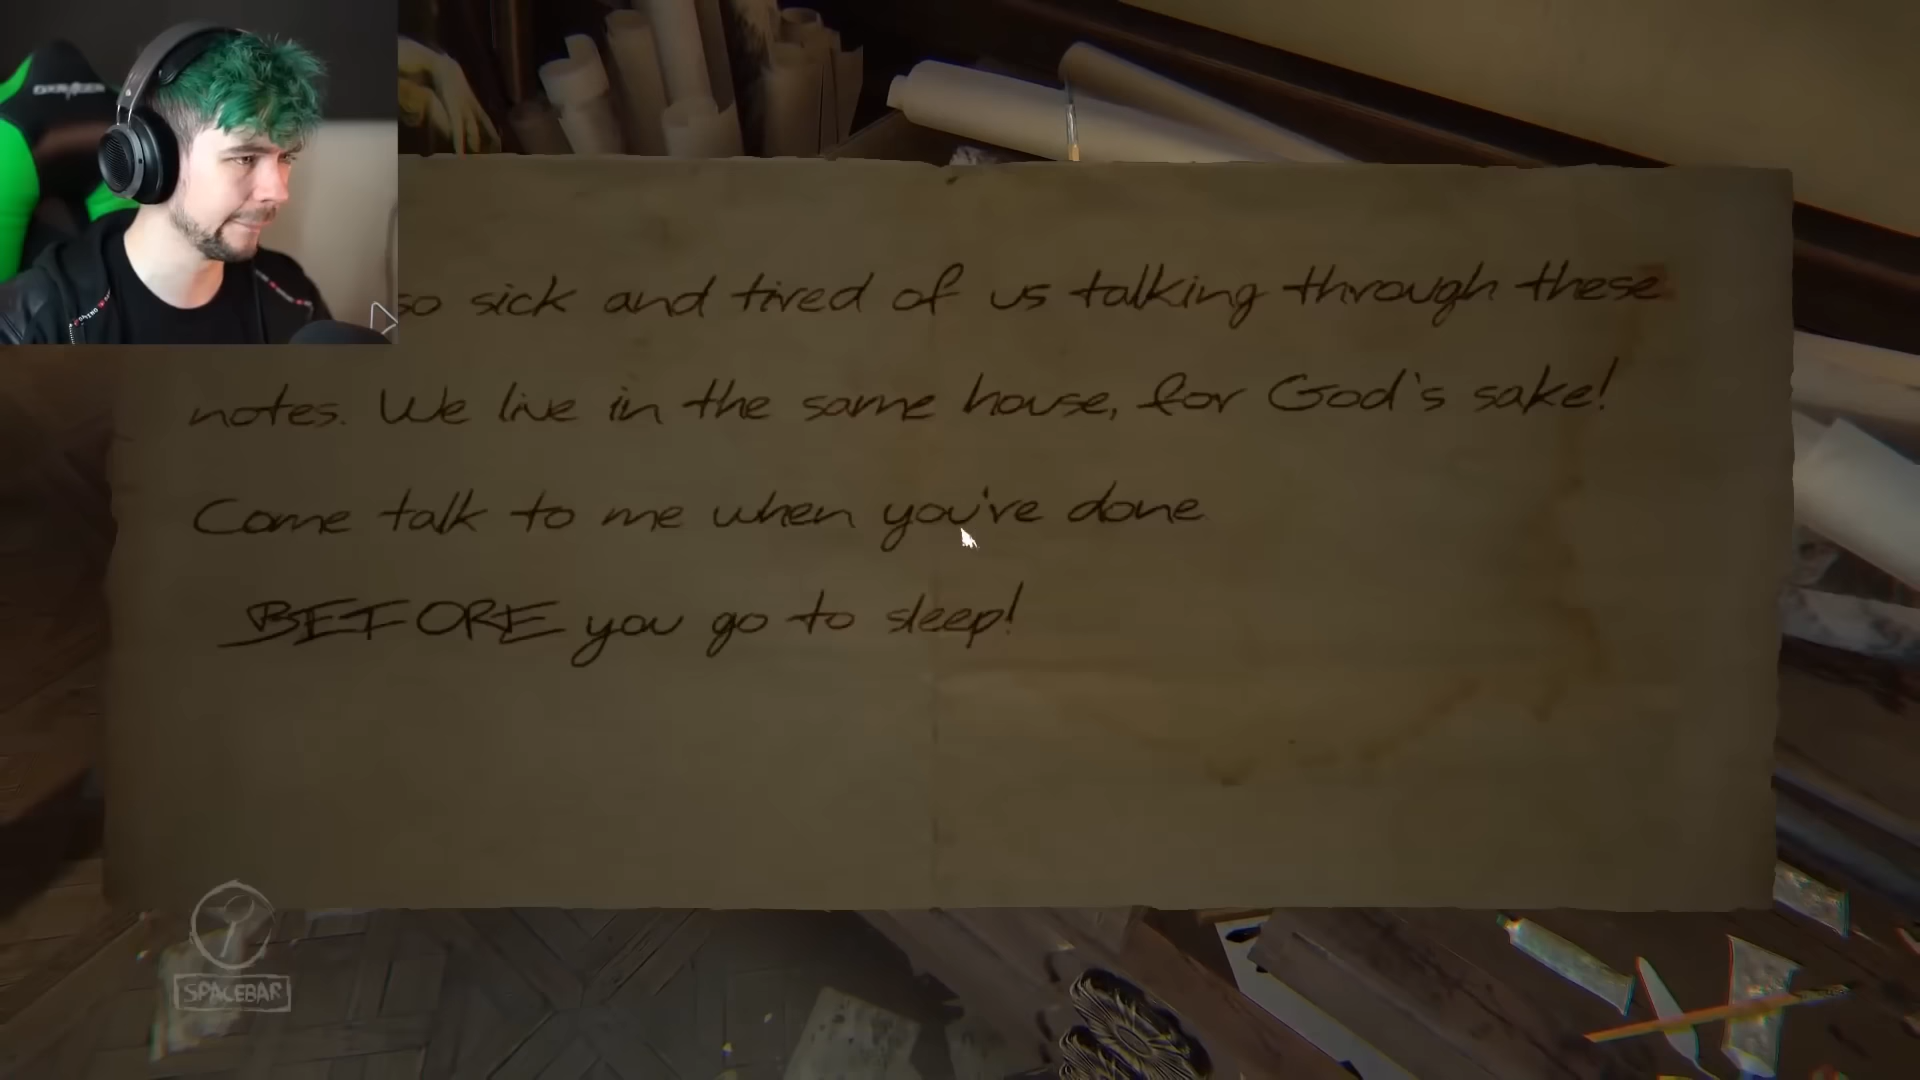 so sick and tired of us talking through these
notes. We live in the same house, for God's sake!
Come talk to me when you're done
BEFORE you go to sleep!
SPACEBAR